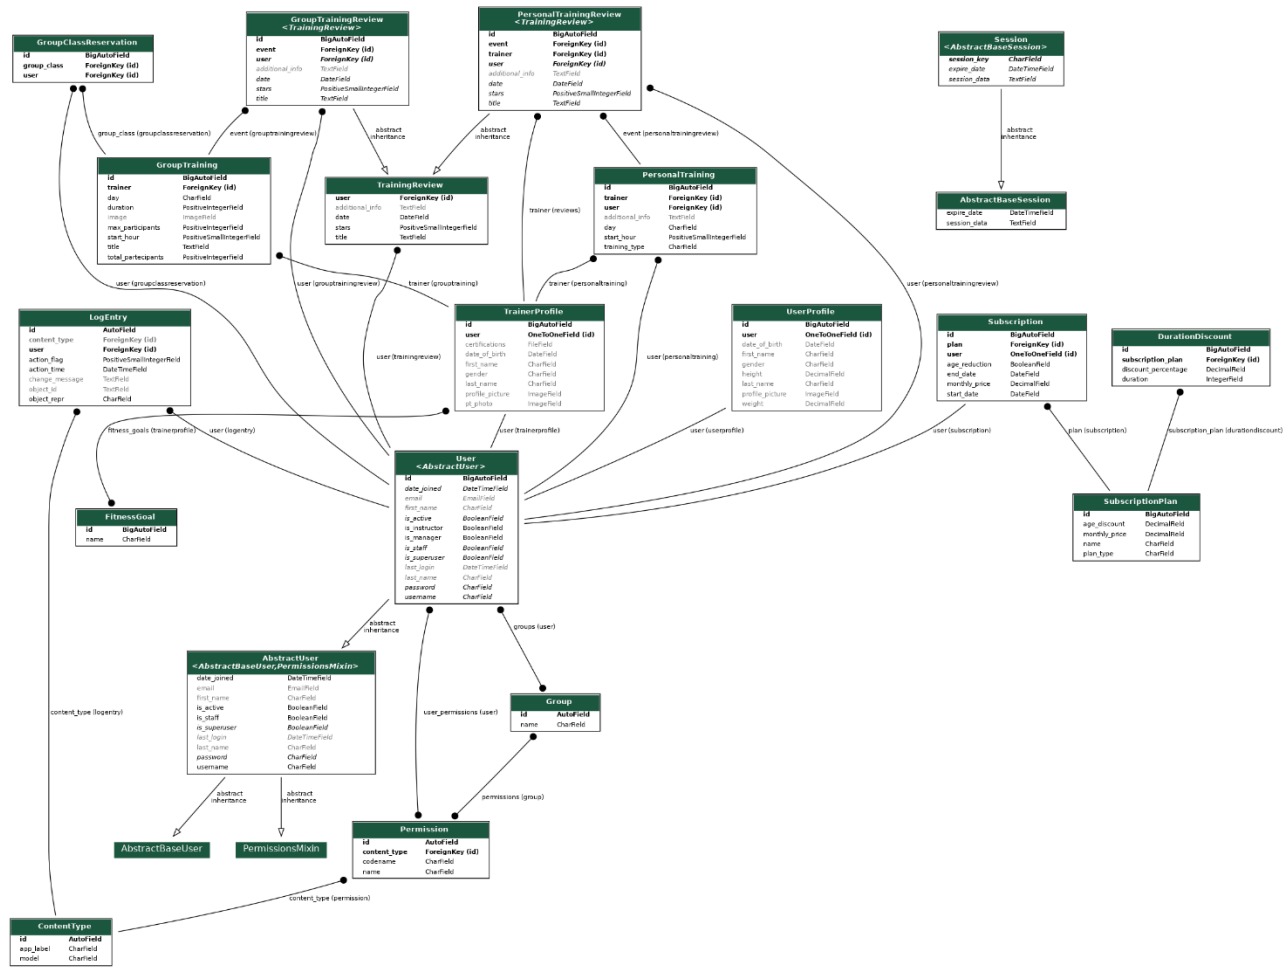 GroupClassReservation
id BigAutoField
group_class ForeignKey (id)
user ForeignKey (id)
GroupTrainingReview
<TrainingReview>
id BigAutoField
event ForeignKey (id)
user ForeignKey (id)
additional_info TextField
date DateField
stars PositiveSmallIntegerField
title TextField
PersonalTrainingReview
<TrainingReview>
id BigAutoField
event ForeignKey (id)
trainer ForeignKey (id)
user ForeignKey (id)
additional_info TextField
date DateField
stars PositiveSmallIntegerField
title TextField
Session
<AbstractBaseSession>
session_key CharField
expire_date DateTimeField
session_data TextField
group_class (groupclassreservation)
event (grouptrainingreview)
abstract
inheritance
abstract
inheritance
event (personaltrainingreview)
abstract
inheritance
GroupTraining
id BigAutoField
trainer ForeignKey (id)
day CharField
duration PositiveIntegerField
image ImageField
max_participants PositiveIntegerField
start_hour PositiveSmallIntegerField
title TextField
total_partecipants PositiveIntegerField
TrainingReview
user ForeignKey (id)
additional_info TextField
date DateField
stars PositiveSmallIntegerField
title TextField
trainer (reviews)
PersonalTraining
id BigAutoField
trainer ForeignKey (id)
user ForeignKey (id)
additional_info TextField
day CharField
start_hour PositiveSmallIntegerField
training_type CharField
AbstractBaseSession
expire_date DateTimeField
session_data TextField
user (groupclassreservation)
user (grouptrainingreview)
trainer (grouptraining)
trainer (personaltraining)
user (personaltrainingreview)
LogEntry
id AutoField
content_type ForeignKey (id)
user ForeignKey (id)
action_flag PositiveSmallIntegerField
action_time DateTimeField
change_message TextField
object_id TextField
object_repr CharField
user (trainingreview)
TrainerProfile
id BigAutoField
user OneToOneField (id)
certifications FileField
date_of_birth DateField
first_name CharField
gender CharField
last_name CharField
profile_picture ImageField
pt_photo ImageField
user (personaltraining)
UserProfile
id BigAutoField
user OneToOneField (id)
date_of_birth DateField
first_name CharField
gender CharField
height DecimalField
last_name CharField
profile_picture ImageField
weight DecimalField
Subscription
id BigAutoField
plan ForeignKey (id)
user OneToOneField (id)
age_reduction BooleanField
end_date DateField
monthly_price DecimalField
start_date DateField
DurationDiscount
id BigAutoField
subscription_plan ForeignKey (id)
discount_percentage DecimalField
duration IntegerField
fitness_goals (trainerprofile)
user (logentry)
user (trainerprofile)
user (userprofile)
user (subscription)
plan (subscription)
subscription_plan (durationdiscount)
FitnessGoal
id BigAutoField
name CharField
User
<AbstractUser>
id BigAutoField
date_joined DateTimeField
email EmailField
first_name CharField
is_active BooleanField
is_instructor BooleanField
is_manager BooleanField
is_staff BooleanField
is_superuser BooleanField
last_login DateTimeField
last_name CharField
password CharField
username CharField
SubscriptionPlan
id BigAutoField
age_discount DecimalField
monthly_price DecimalField
name CharField
plan_type CharField
abstract
inheritance
groups (user)
AbstractUser
<AbstractBaseUser,PermissionsMixin>
date_joined DateTimeField
email EmailField
first_name CharField
is_active BooleanField
is_staff BooleanField
is_superuser BooleanField
last_login DateTimeField
last_name CharField
password CharField
username CharField
content_type (logentry)
user_permissions (user)
Group
id AutoField
name CharField
abstract
inheritance
abstract
inheritance
permissions (group)
AbstractBaseUser
PermissionsMixin
Permission
id AutoField
content_type ForeignKey (id)
codename CharField
name CharField
content_type (permission)
ContentType
id AutoField
app_label CharField
model CharField